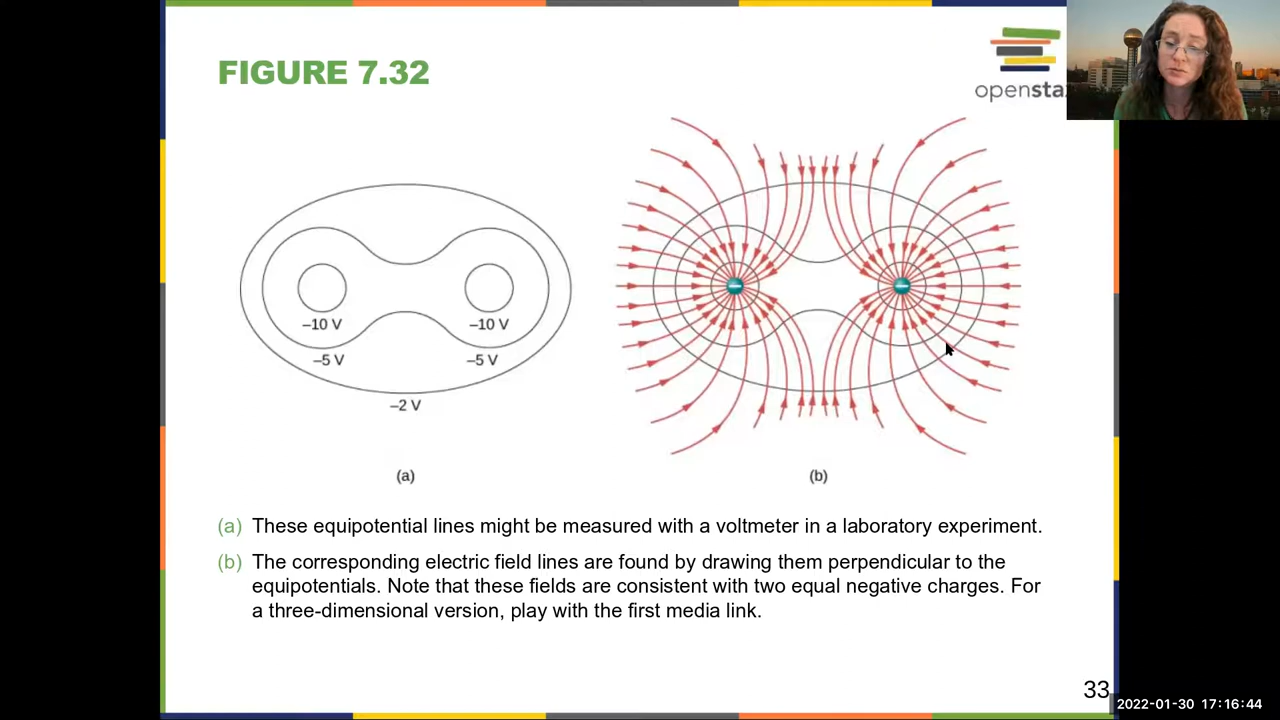 FIGURE 7.32
openstax
–10 V
–10 V
–5 V
–5 V
–2 V
(a)
(b)
(a) These equipotential lines might be measured with a voltmeter in a laboratory experiment.
(b) The corresponding electric field lines are found by drawing them perpendicular to the
equipotentials. Note that these fields are consistent with two equal negative charges. For
a three-dimensional version, play with the first media link.
33
2022-01-30 17:16:44